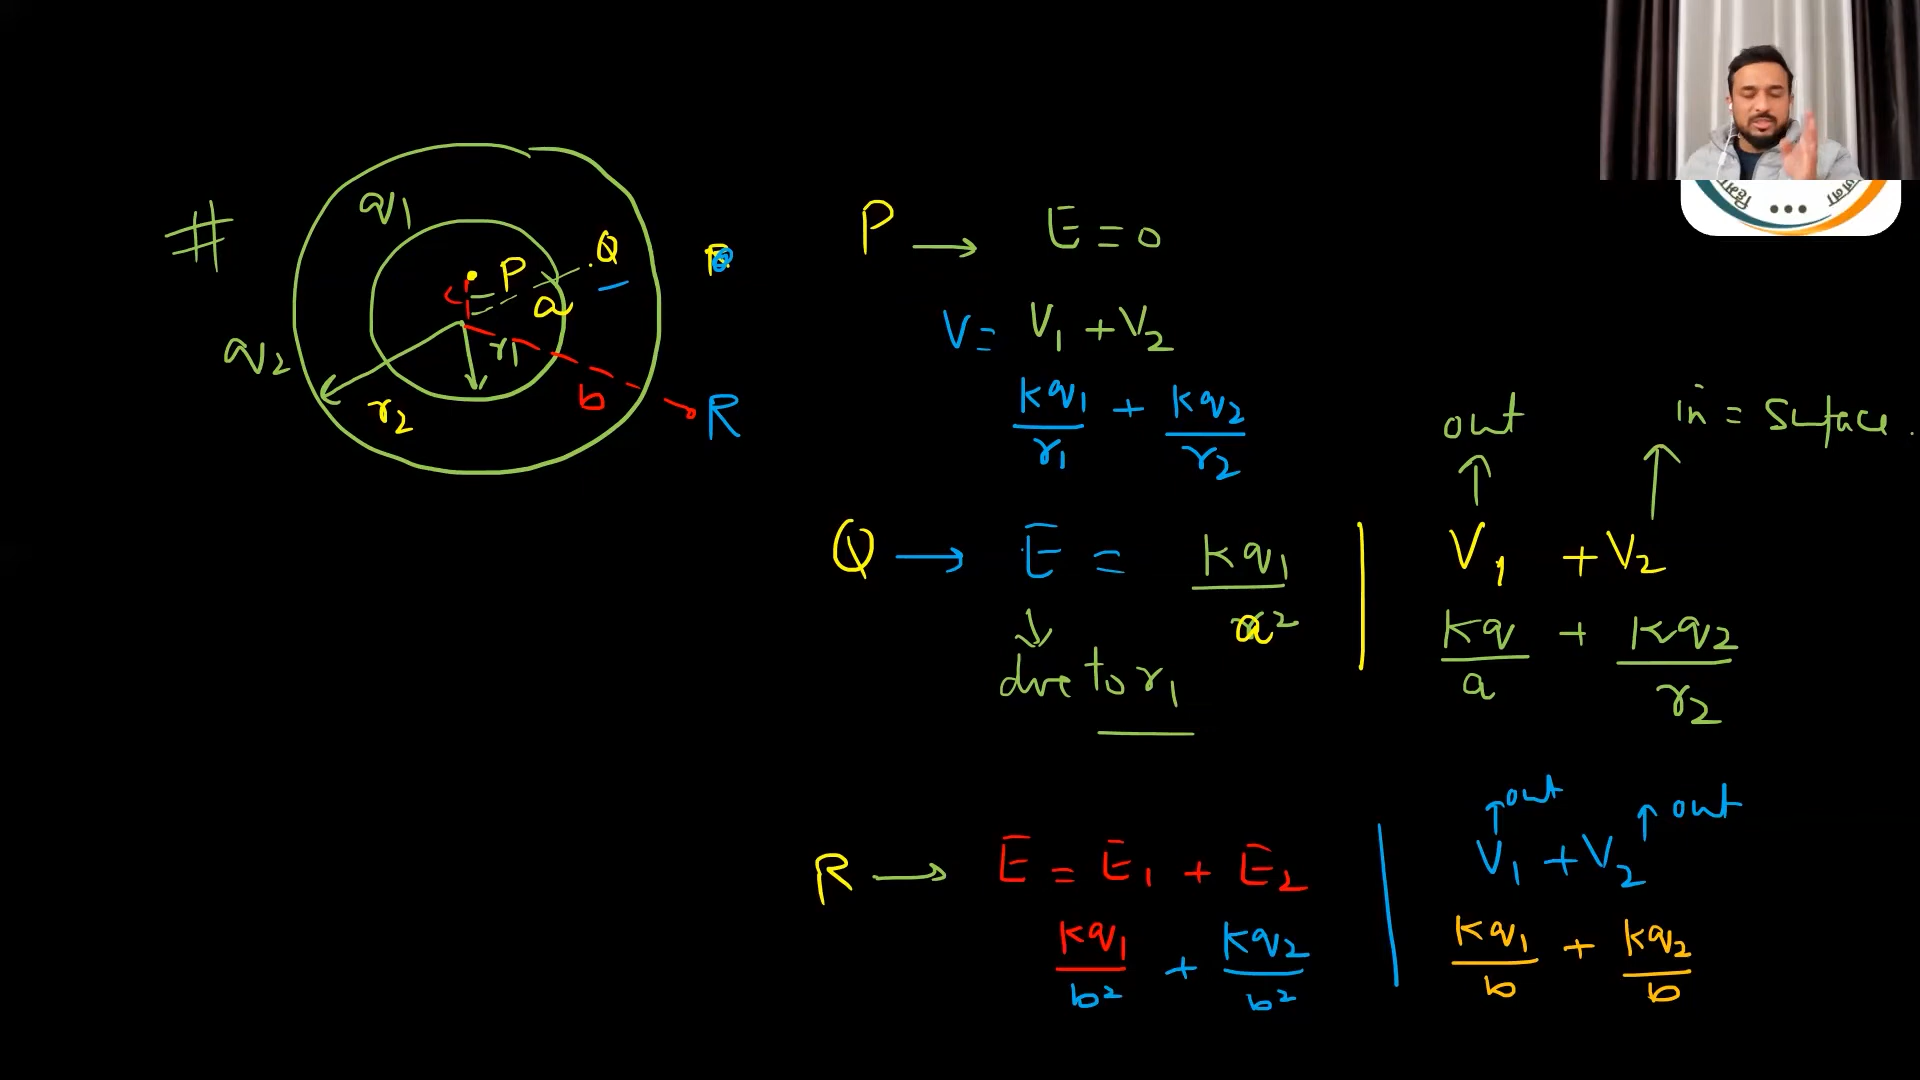 #
q₁
P
Q
a
c
r₁
q₂
r₂
b
R
P → E = 0
V = V₁ + V₂
kq₁/r₁ + kq₂/r₂
out
in = Surface.
Q → E = kq₁/a²
V₁ + V₂
kq/a + kq₂/r₂
due to r₁
out
out
R → E = E₁ + E₂
V₁ + V₂
kq₁/b² + kq₂/b²
kq₁/b + kq₂/b